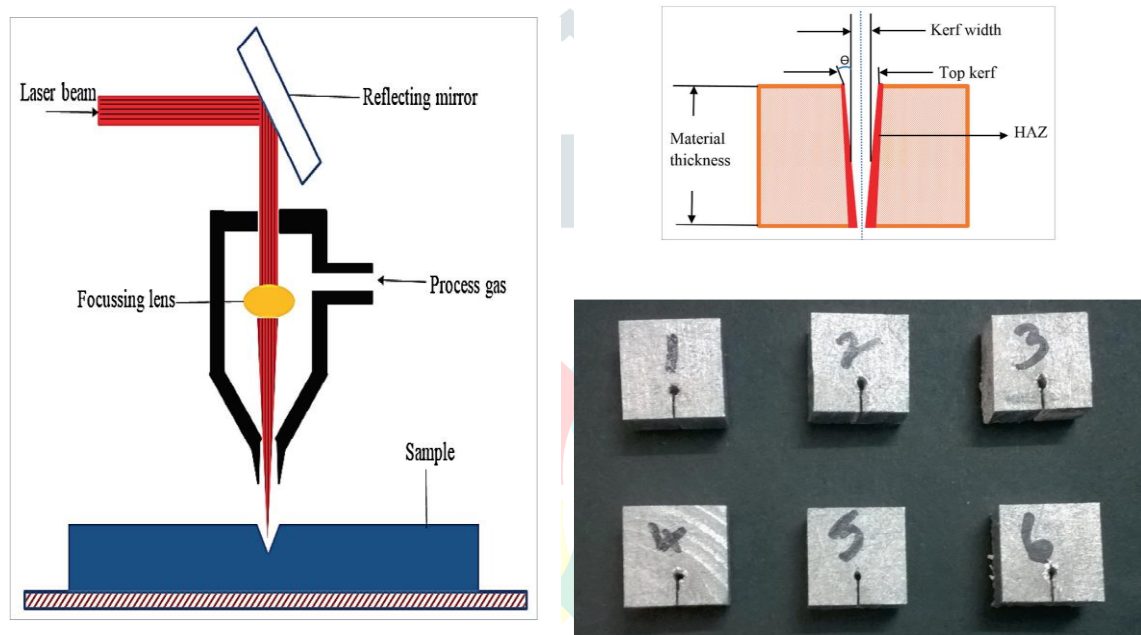 Laser beam
Reflecting mirror
Focussing lens
Process gas
Sample
Kerf width
Θ
Top kerf
Material
thickness
HAZ
1
2
3
4
5
6